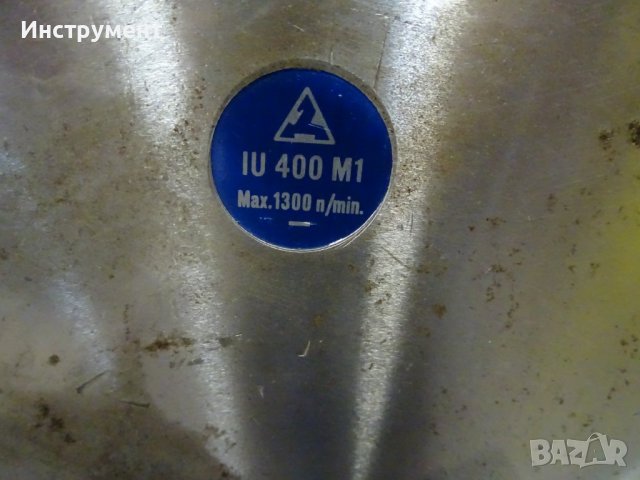 Инструмент
IU 400 M1
Max.1300 n/min.
BAZAR